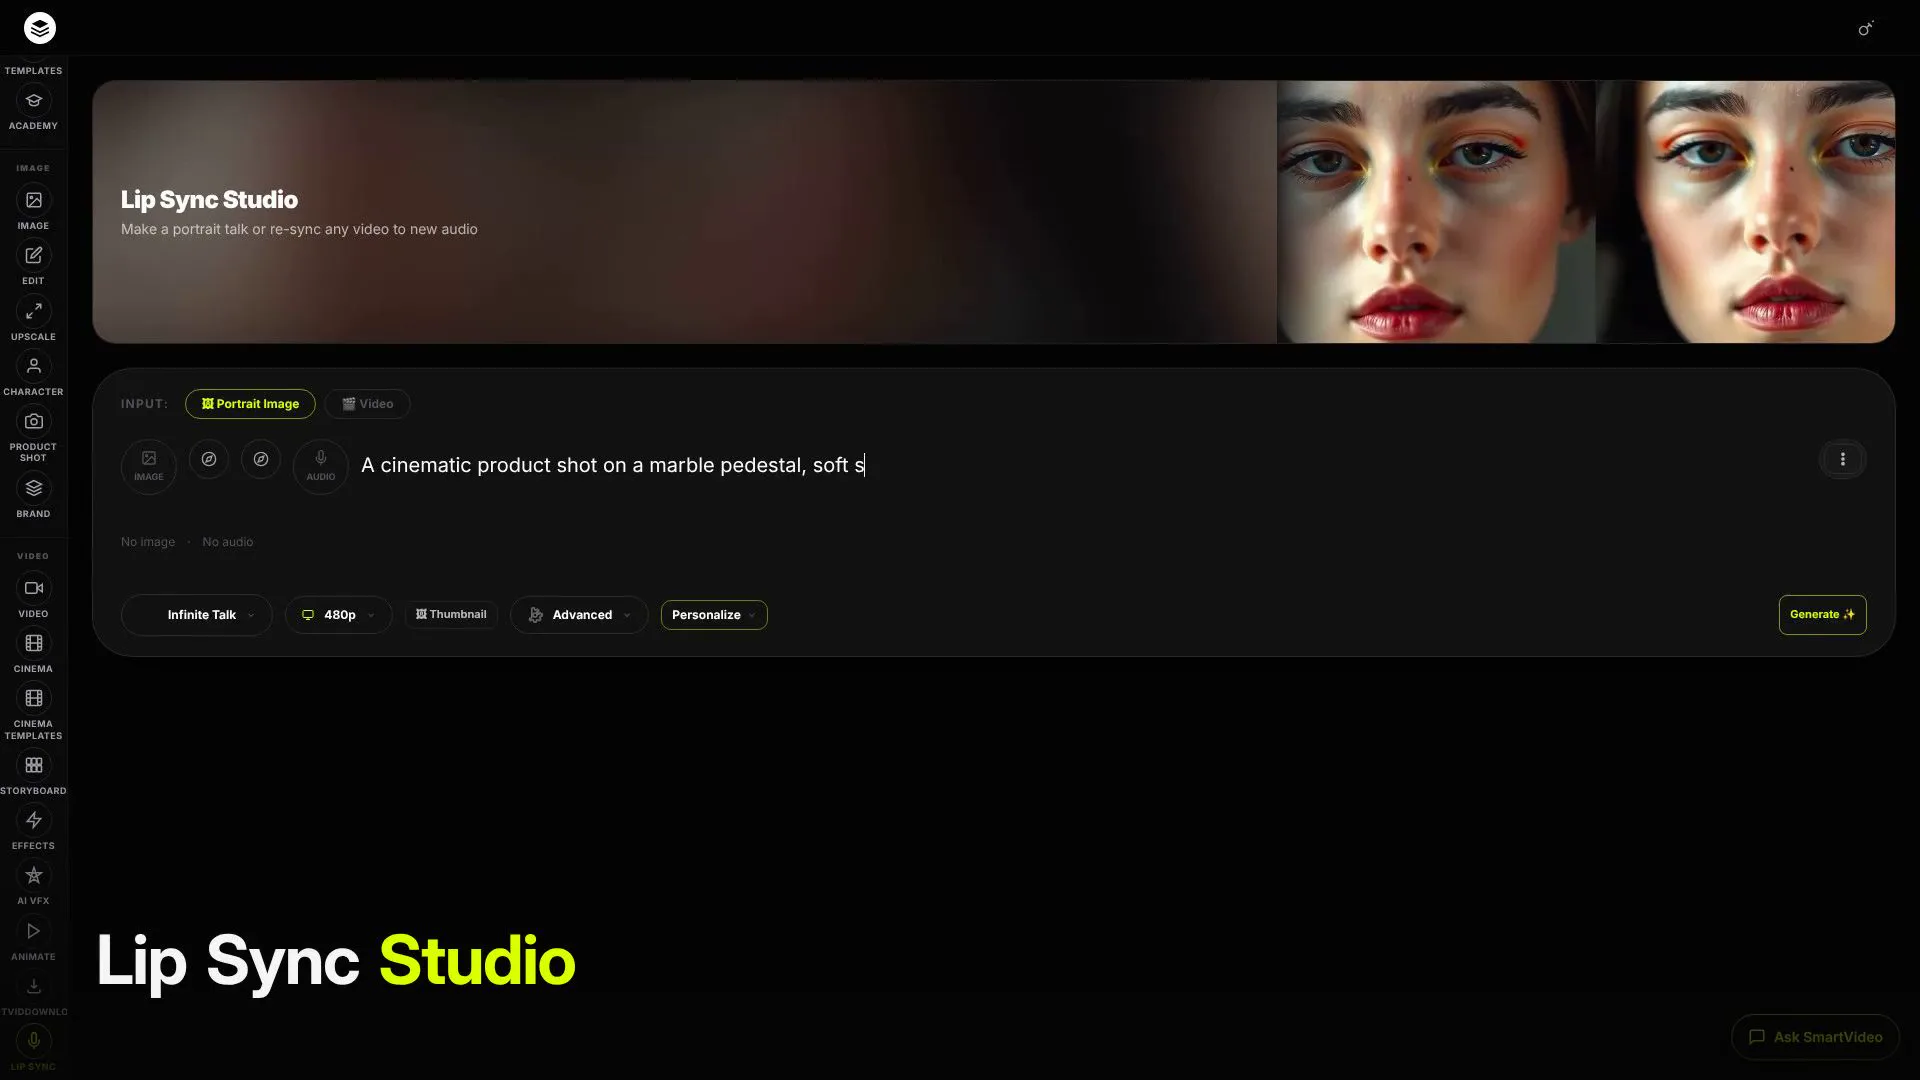 TEMPLATES
ACADEMY
IMAGE
IMAGE
EDIT
UPSCALE
CHARACTER
PRODUCT
SHOT
BRAND
VIDEO
VIDEO
CINEMA
CINEMA
TEMPLATES
STORYBOARD
EFFECTS
AI VFX
ANIMATE
TVIDDOWNLO
LIP SYNC
Lip Sync Studio
Make a portrait talk or re-sync any video to new audio
INPUT: Portrait Image Video
IMAGE AUDIO A cinematic product shot on a marble pedestal, soft s
No image · No audio
Infinite Talk 480p Thumbnail Advanced Personalize Generate
Lip Sync Studio
Ask SmartVideo